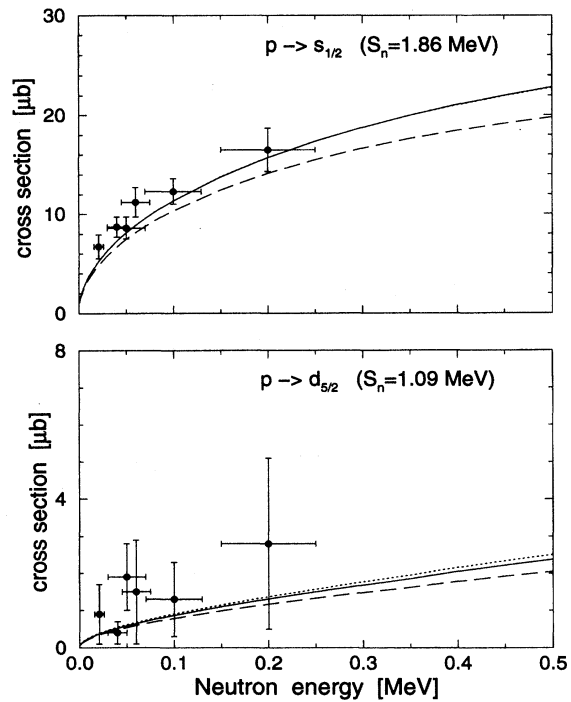 30
p -> s1/2 (Sn=1.86 MeV)
20
cross section [μb]
10
0
8
p -> d5/2 (Sn=1.09 MeV)
4
cross section [μb]
0
0.0 0.1 0.2 0.3 0.4 0.5
Neutron energy [MeV]